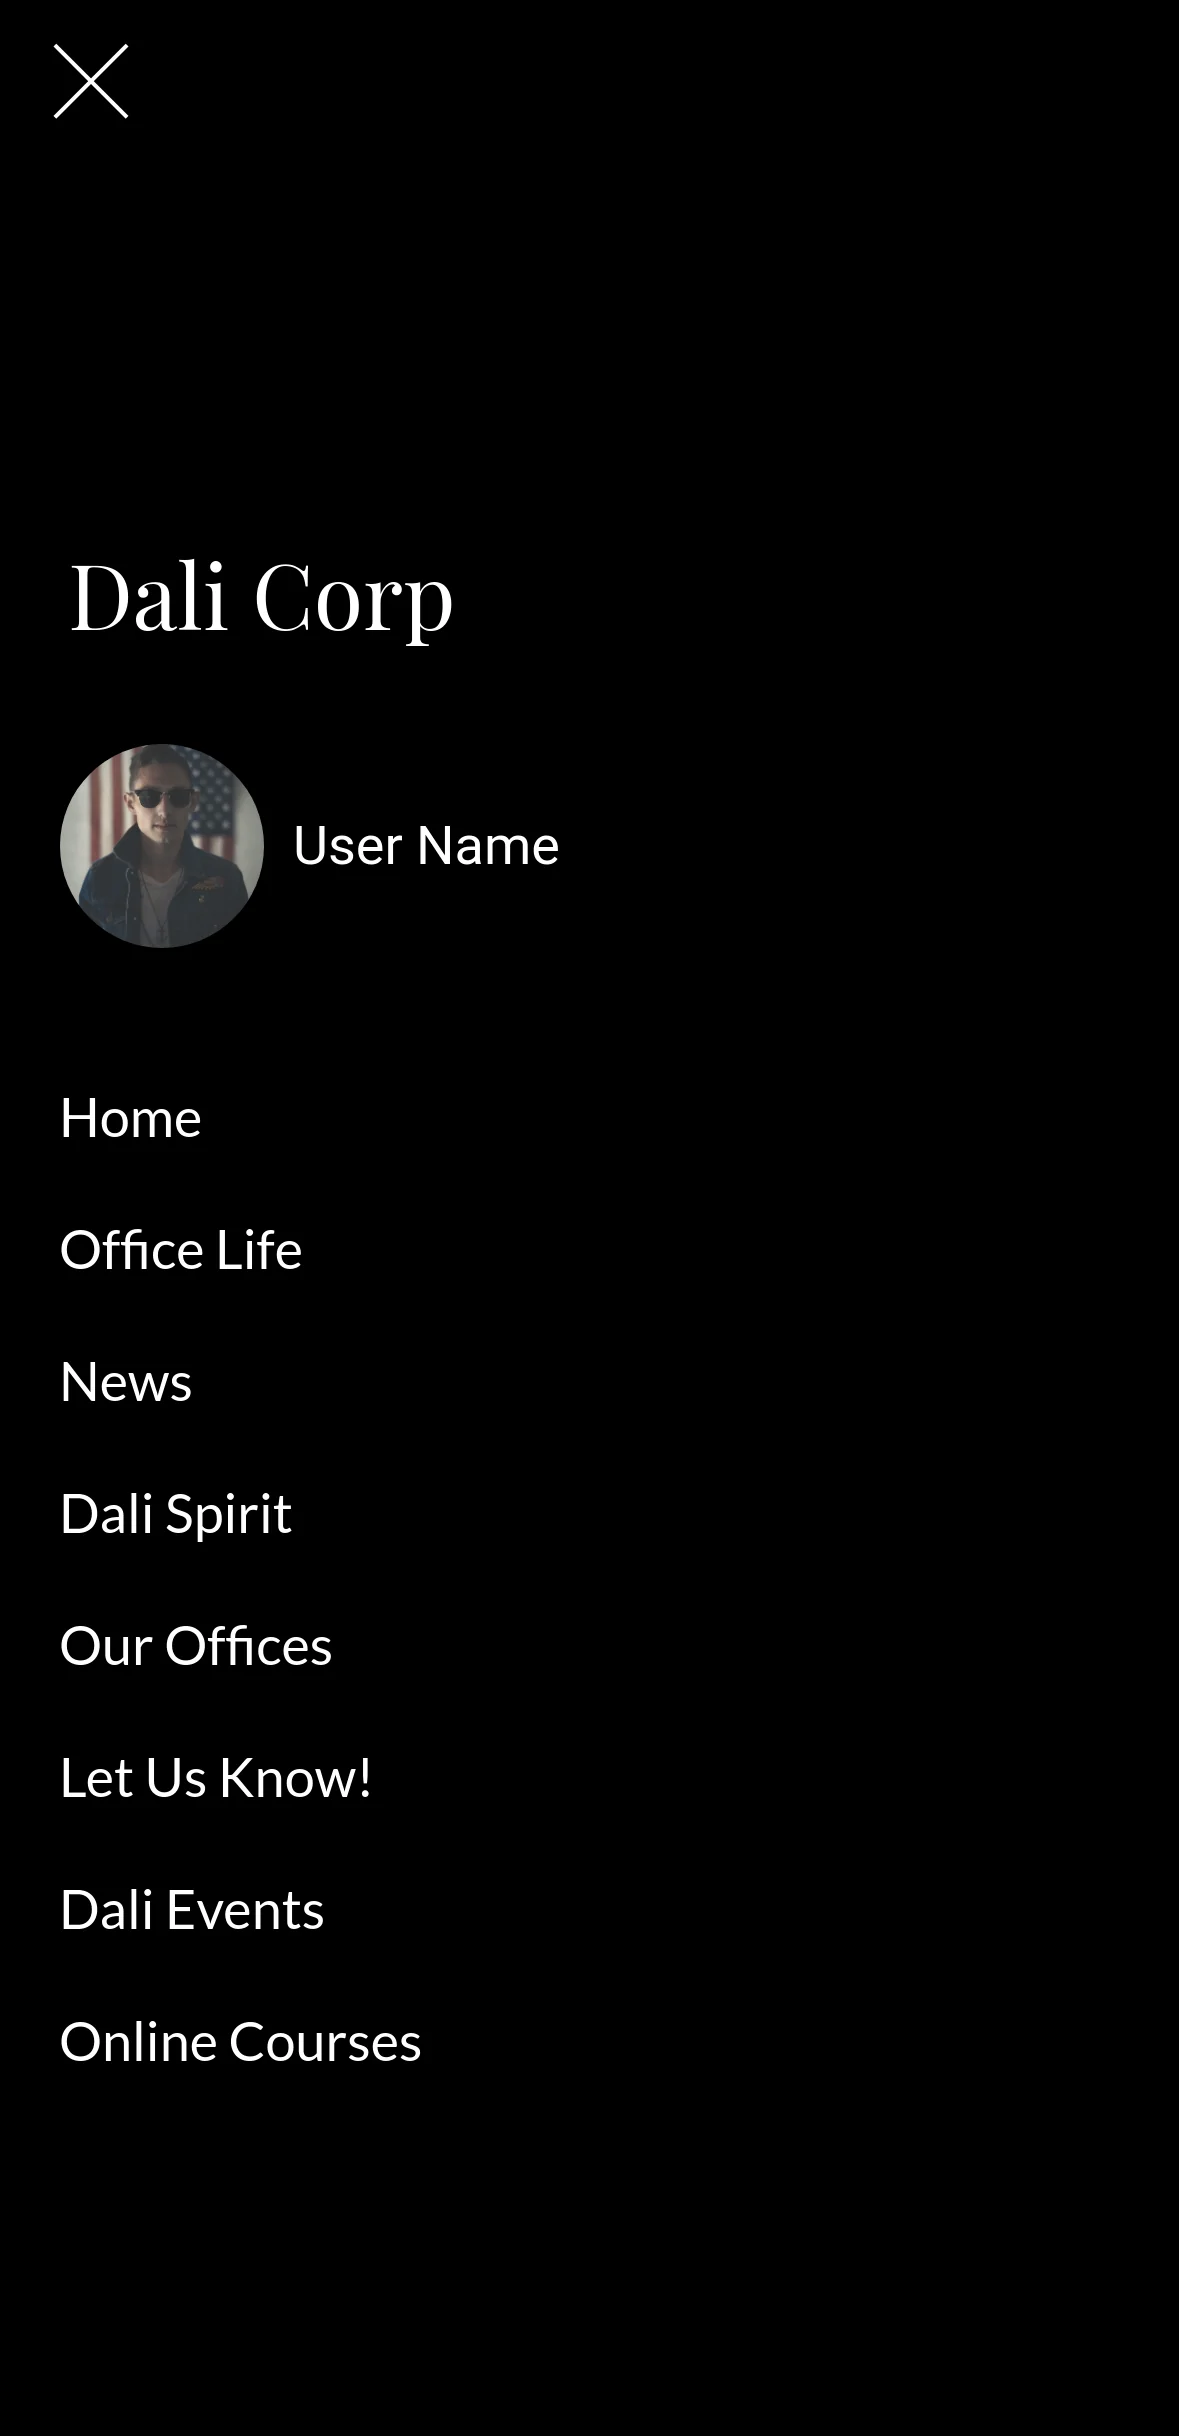 Dali Corp
User Name
Home
Office Life
News
Dali Spirit
Our Offices
Let Us Know!
Dali Events
Online Courses